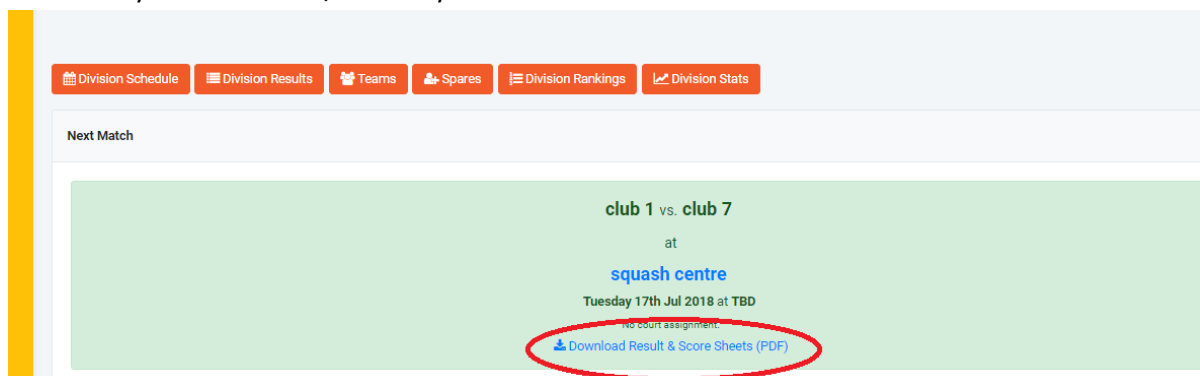 Division Schedule Division Results Teams Spares Division Rankings Division Stats
Next Match
club 1 vs. club 7
at
squash centre
Tuesday 17th Jul 2018 at TBD
No court assignment.
Download Result & Score Sheets (PDF)